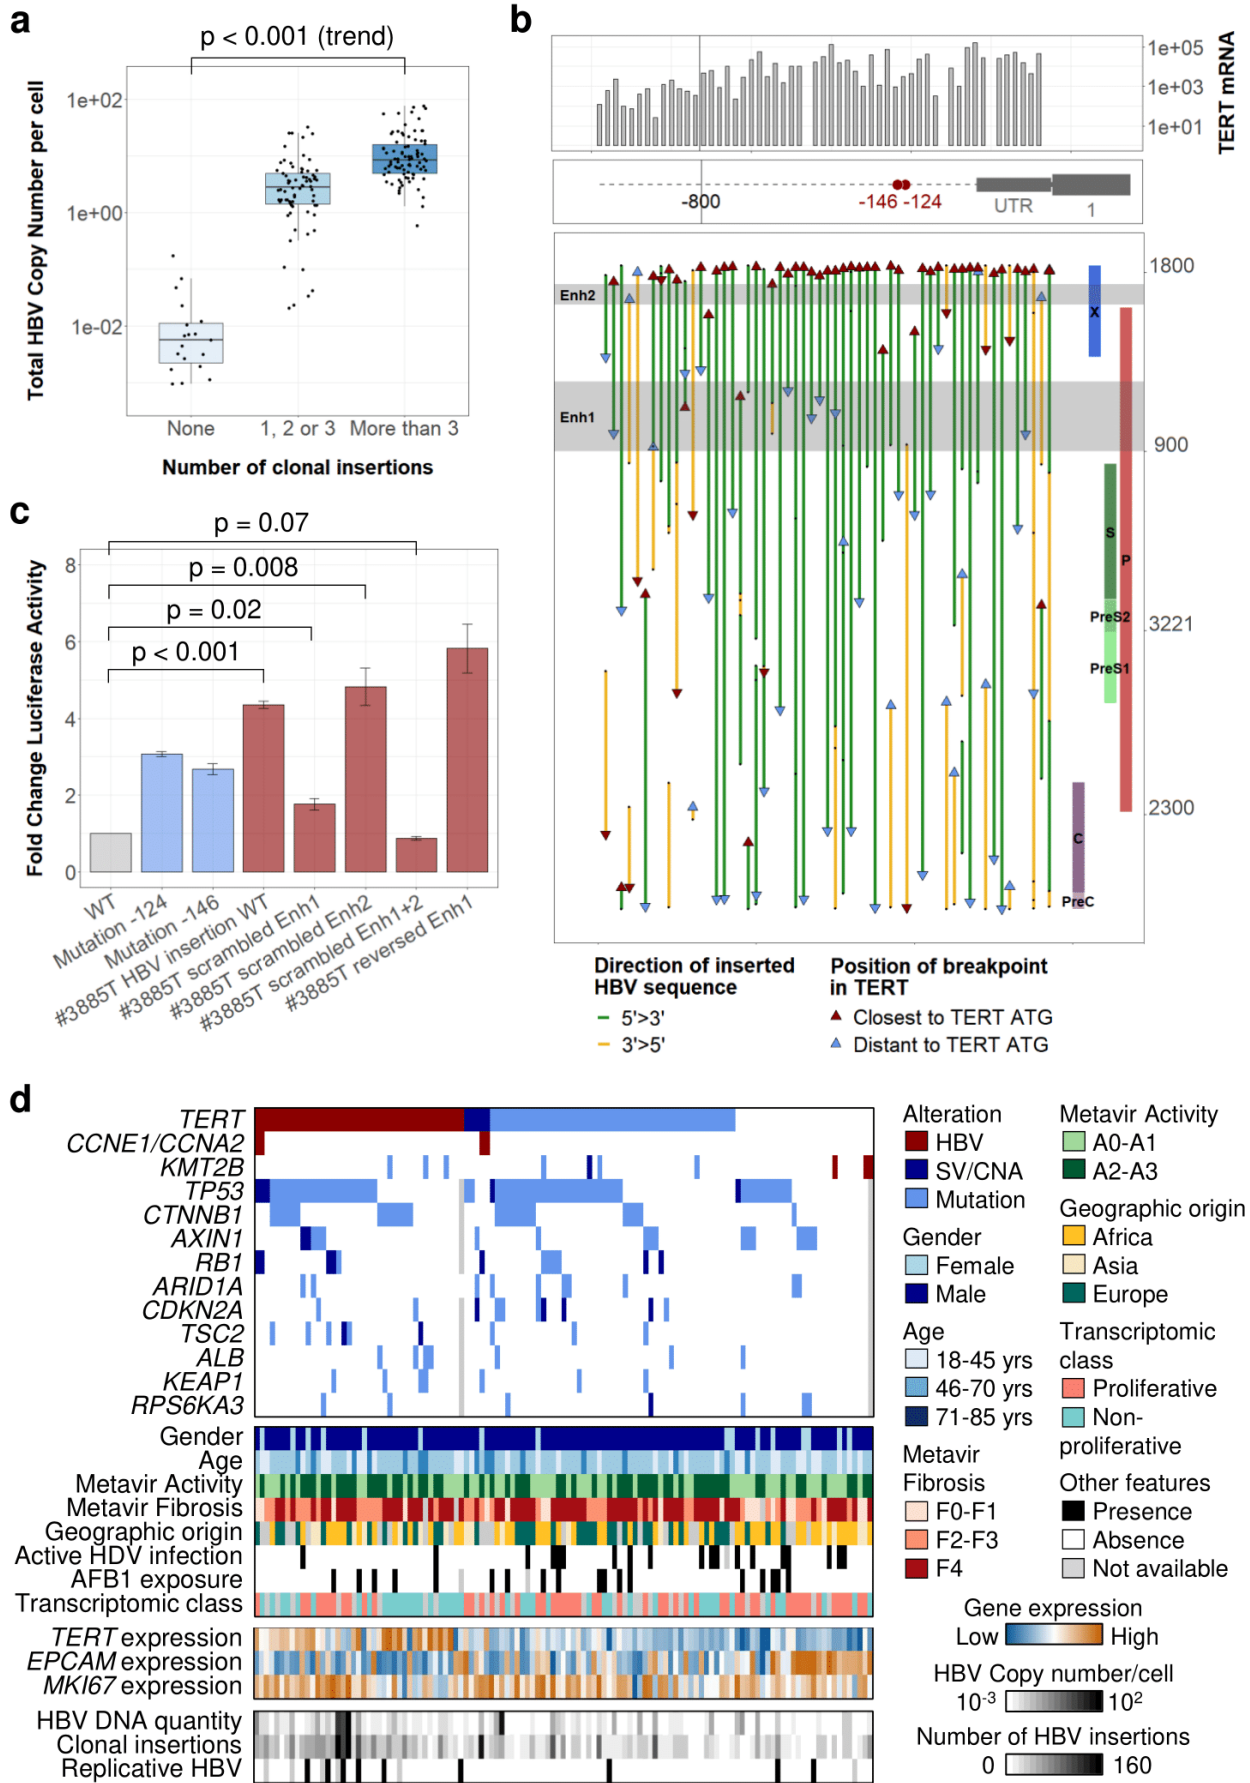 a
p < 0.001 (trend)
Total HBV Copy Number per cell
1e+02
1e+00
1e-02
None
1, 2 or 3
More than 3
Number of clonal insertions
b
1e+05
1e+03
1e+01
TERT mRNA
-800
-146 -124
UTR
1
Enh2
Enh1
1800
900
3221
2300
X
P
S
PreS2
PreS1
C
PreC
Direction of inserted
HBV sequence
5'>3'
3'>5'
Position of breakpoint
in TERT
Closest to TERT ATG
Distant to TERT ATG
c
p = 0.07
p = 0.008
p = 0.02
p < 0.001
Fold Change Luciferase Activity
8
6
4
2
0
WT
Mutation -124
Mutation -146
#3885T HBV insertion WT
#3885T scrambled Enh1
#3885T scrambled Enh2
#3885T scrambled Enh1+2
#3885T reversed Enh1
d
TERT
CCNE1/CCNA2
KMT2B
TP53
CTNNB1
AXIN1
RB1
ARID1A
CDKN2A
TSC2
ALB
KEAP1
RPS6KA3
Gender
Age
Metavir Activity
Metavir Fibrosis
Geographic origin
Active HDV infection
AFB1 exposure
Transcriptomic class
TERT expression
EPCAM expression
MKI67 expression
HBV DNA quantity
Clonal insertions
Replicative HBV
Alteration
HBV
SV/CNA
Mutation
Gender
Female
Male
Age
18-45 yrs
46-70 yrs
71-85 yrs
Metavir
Fibrosis
F0-F1
F2-F3
F4
Metavir Activity
A0-A1
A2-A3
Geographic origin
Africa
Asia
Europe
Transcriptomic
class
Proliferative
Non-
proliferative
Other features
Presence
Absence
Not available
Gene expression
Low
High
HBV Copy number/cell
10-3
102
Number of HBV insertions
0
160